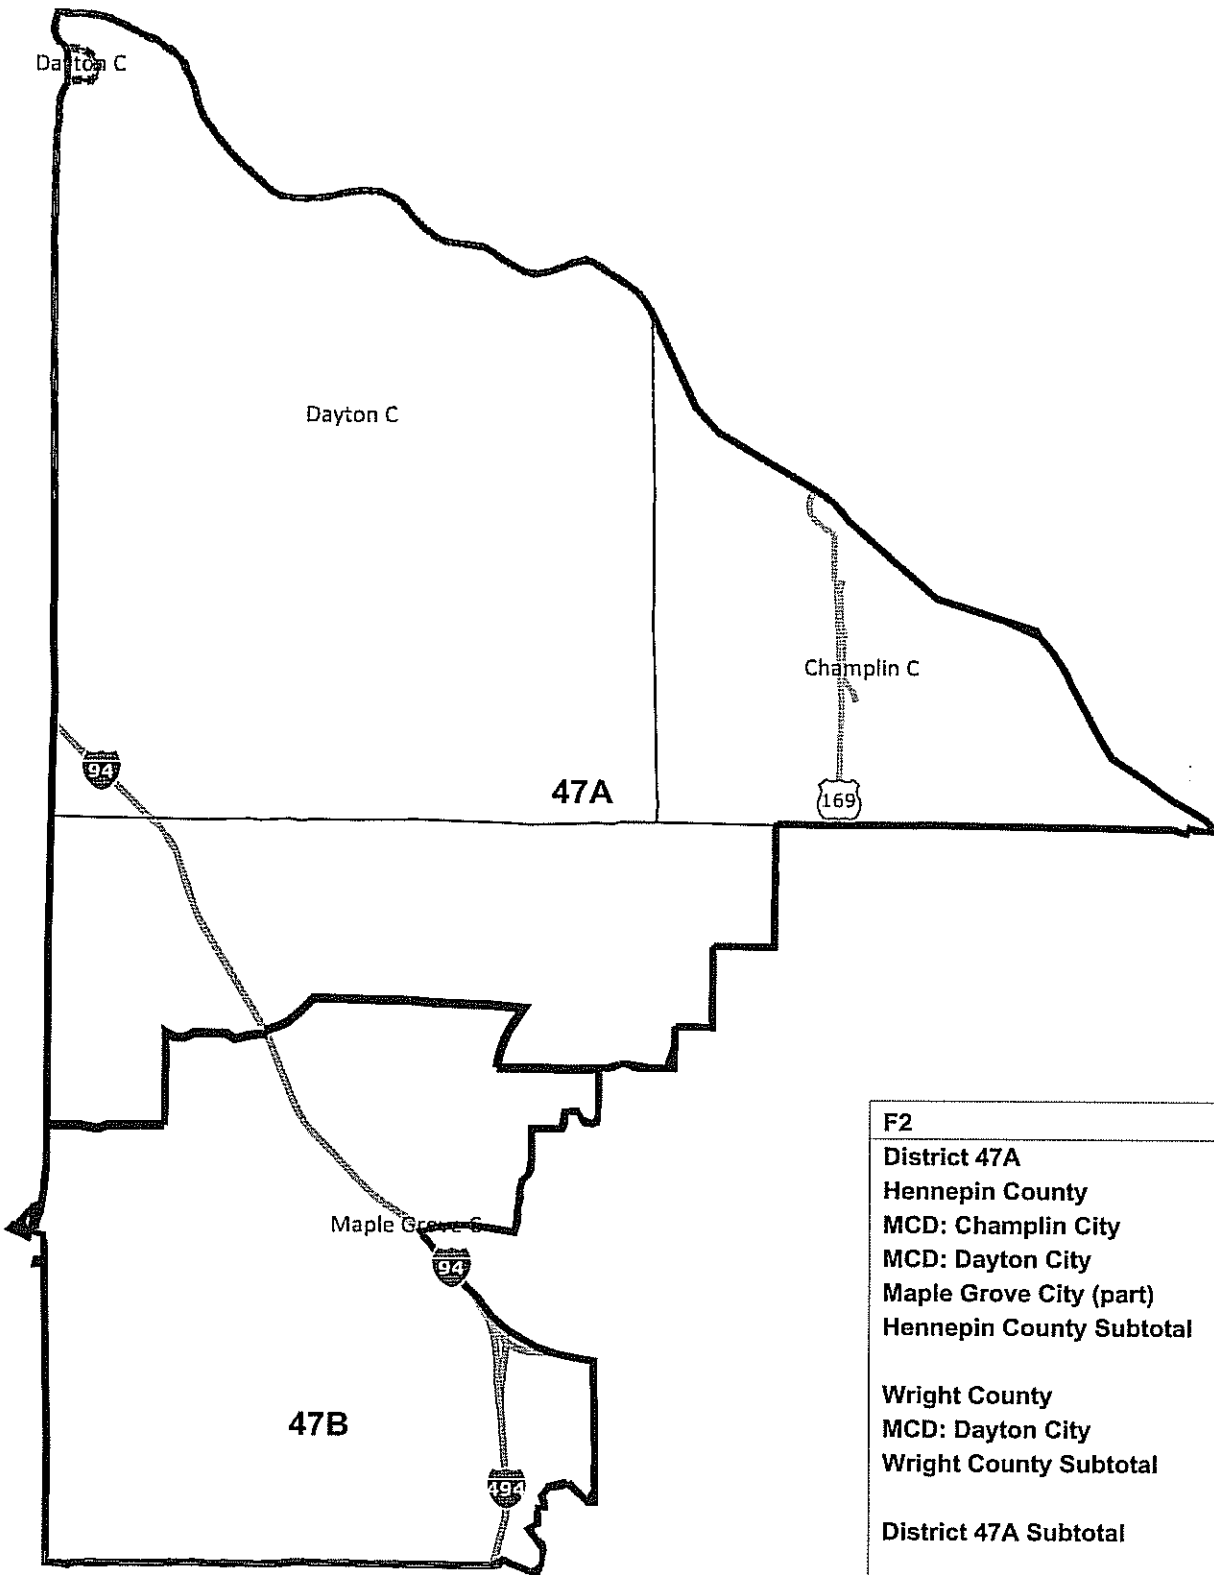 Dayton C
Dayton C
Champlin C
94
47A
169
Maple Grove C
94
47B
494
F2
District 47A
Hennepin County
MCD: Champlin City
MCD: Dayton City
Maple Grove City (part)
Hennepin County Subtotal
Wright County
MCD: Dayton City
Wright County Subtotal
District 47A Subtotal